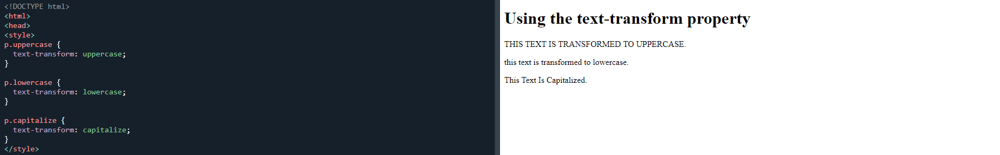 <!DOCTYPE html>
<html>
<head>
<style>
p.uppercase {
  text-transform: uppercase;
}

p.lowercase {
  text-transform: lowercase;
}

p.capitalize {
  text-transform: capitalize;
}
</style>
Using the text-transform property
THIS TEXT IS TRANSFORMED TO UPPERCASE.
this text is transformed to lowercase.
This Text Is Capitalized.